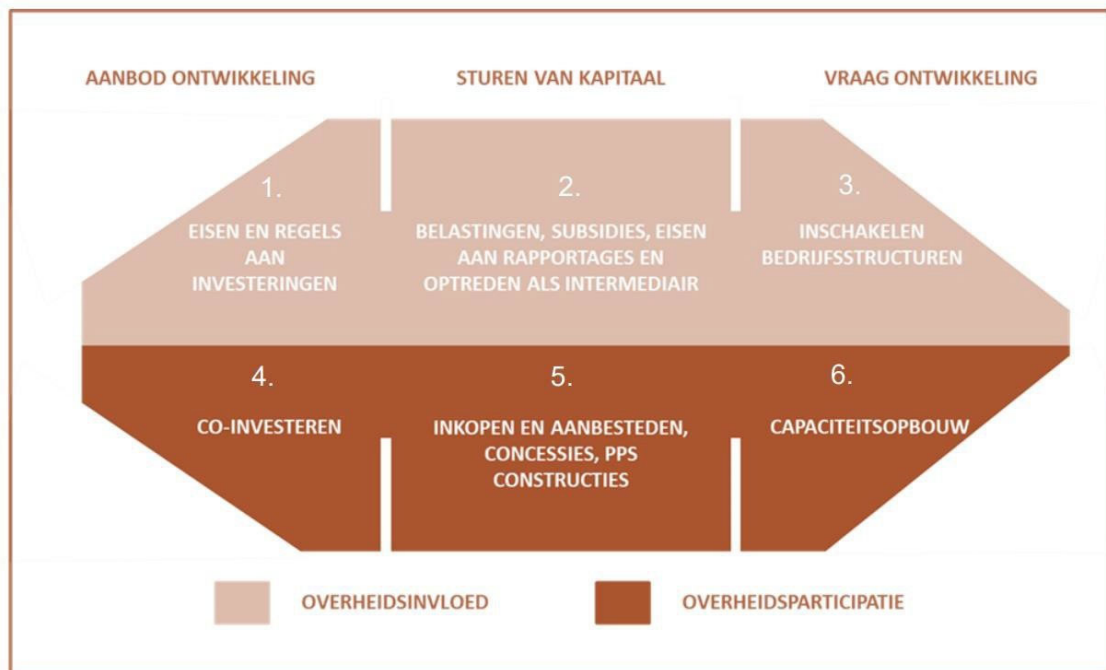 AANBOD ONTWIKKELING
STUREN VAN KAPITAAL
VRAAG ONTWIKKELING
1.
EISEN EN REGELS
AAN
INVESTERINGEN
2.
BELASTINGEN, SUBSIDIES, EISEN
AAN RAPPORTAGES EN
OPTREDEN ALS INTERMEDIAIR
3.
INSCHAKELEN
BEDRIJFSSTRUCTUREN
4.
CO-INVESTEREN
5.
INKOPEN EN AANBESTEDEN,
CONCESSIES, PPS
CONSTRUCTIES
6.
CAPACITEITSOPBOUW
OVERHEIDSINVLOED
OVERHEIDSPARTICIPATIE